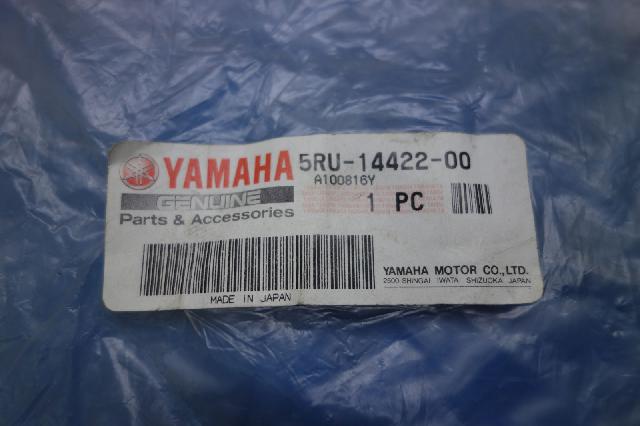 YAMAHA 5RU-14422-00
GENUINE A100816Y
Parts & Accessories 1 PC
MADE IN JAPAN
YAMAHA MOTOR CO.,LTD.
2500 SHINGAI IWATA SHIZUOKA JAPAN